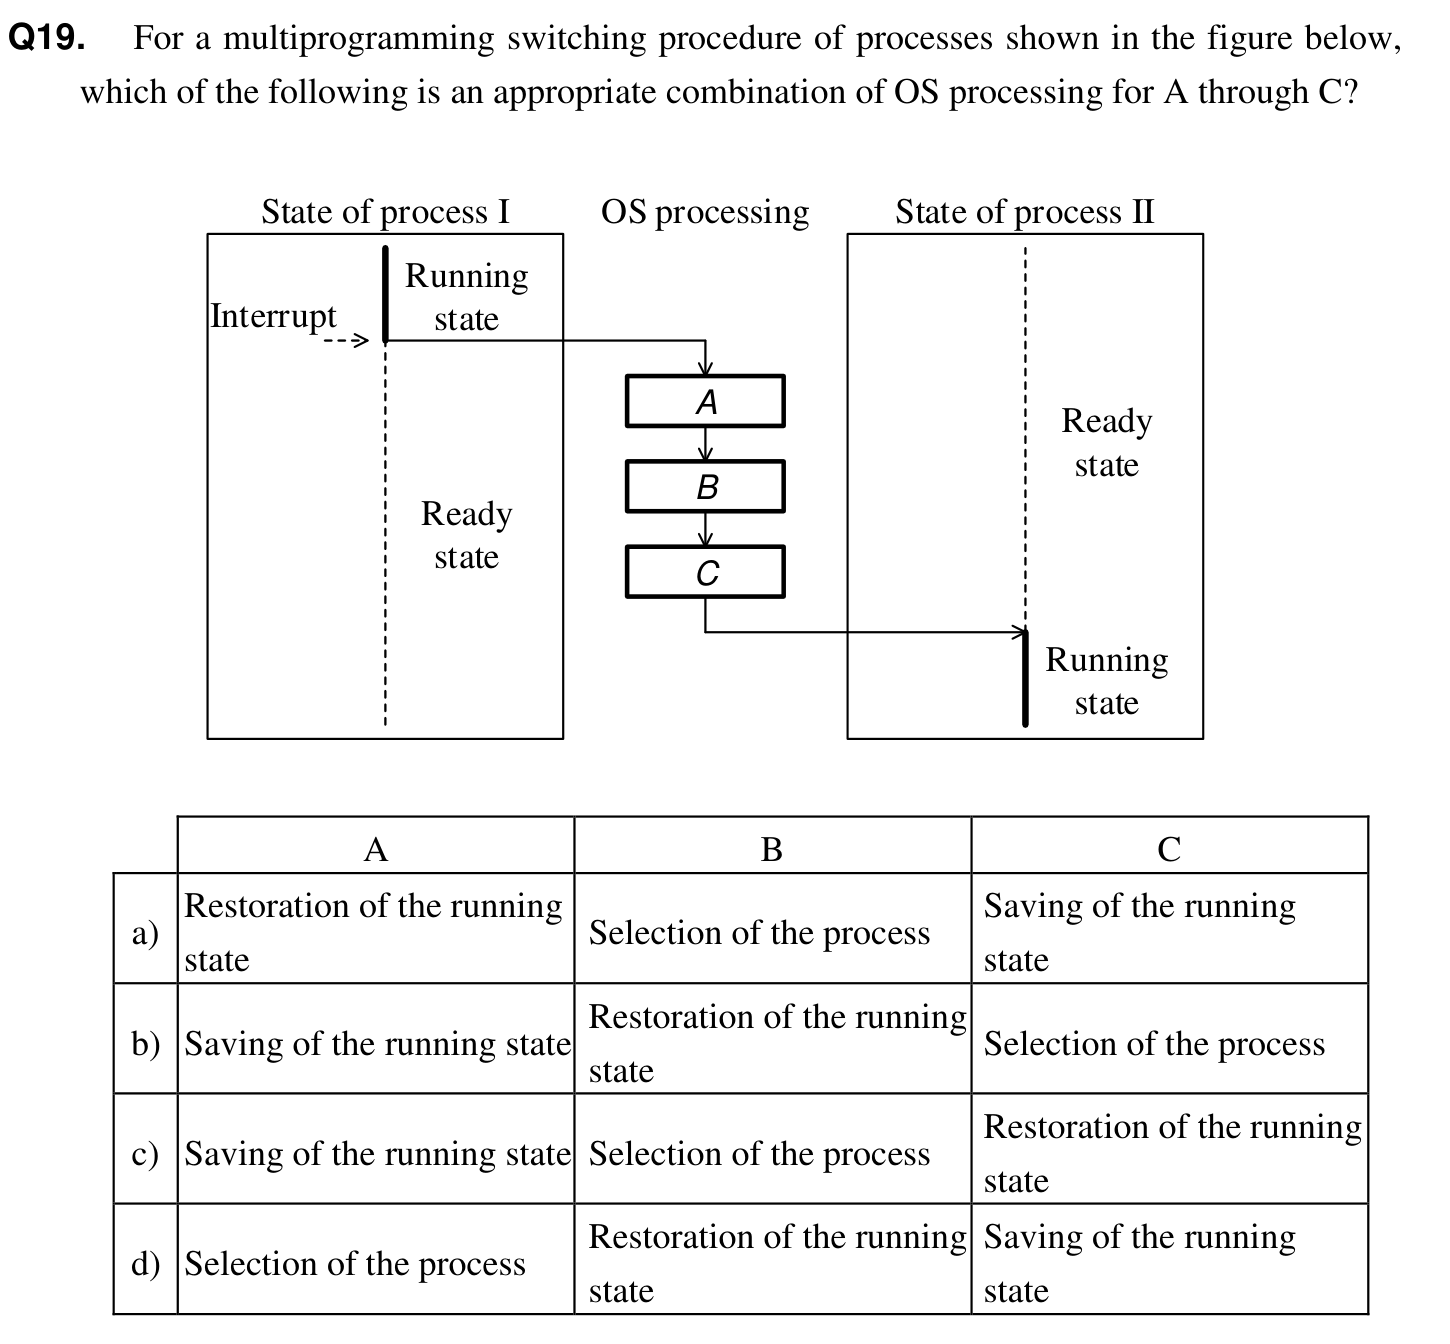 Q19. For a multiprogramming switching procedure of processes shown in the figure below,
which of the following is an appropriate combination of OS processing for A through C?
State of process I OS processing State of process II
Running
state
Interrupt
A
B
C
Ready
state
Ready
state
Running
state
A B C
a) Restoration of the running
state
Selection of the process
Saving of the running
state
b) Saving of the running state
Restoration of the running
state
Selection of the process
c) Saving of the running state
Selection of the process
Restoration of the running
state
d) Selection of the process
Restoration of the running
state
Saving of the running
state